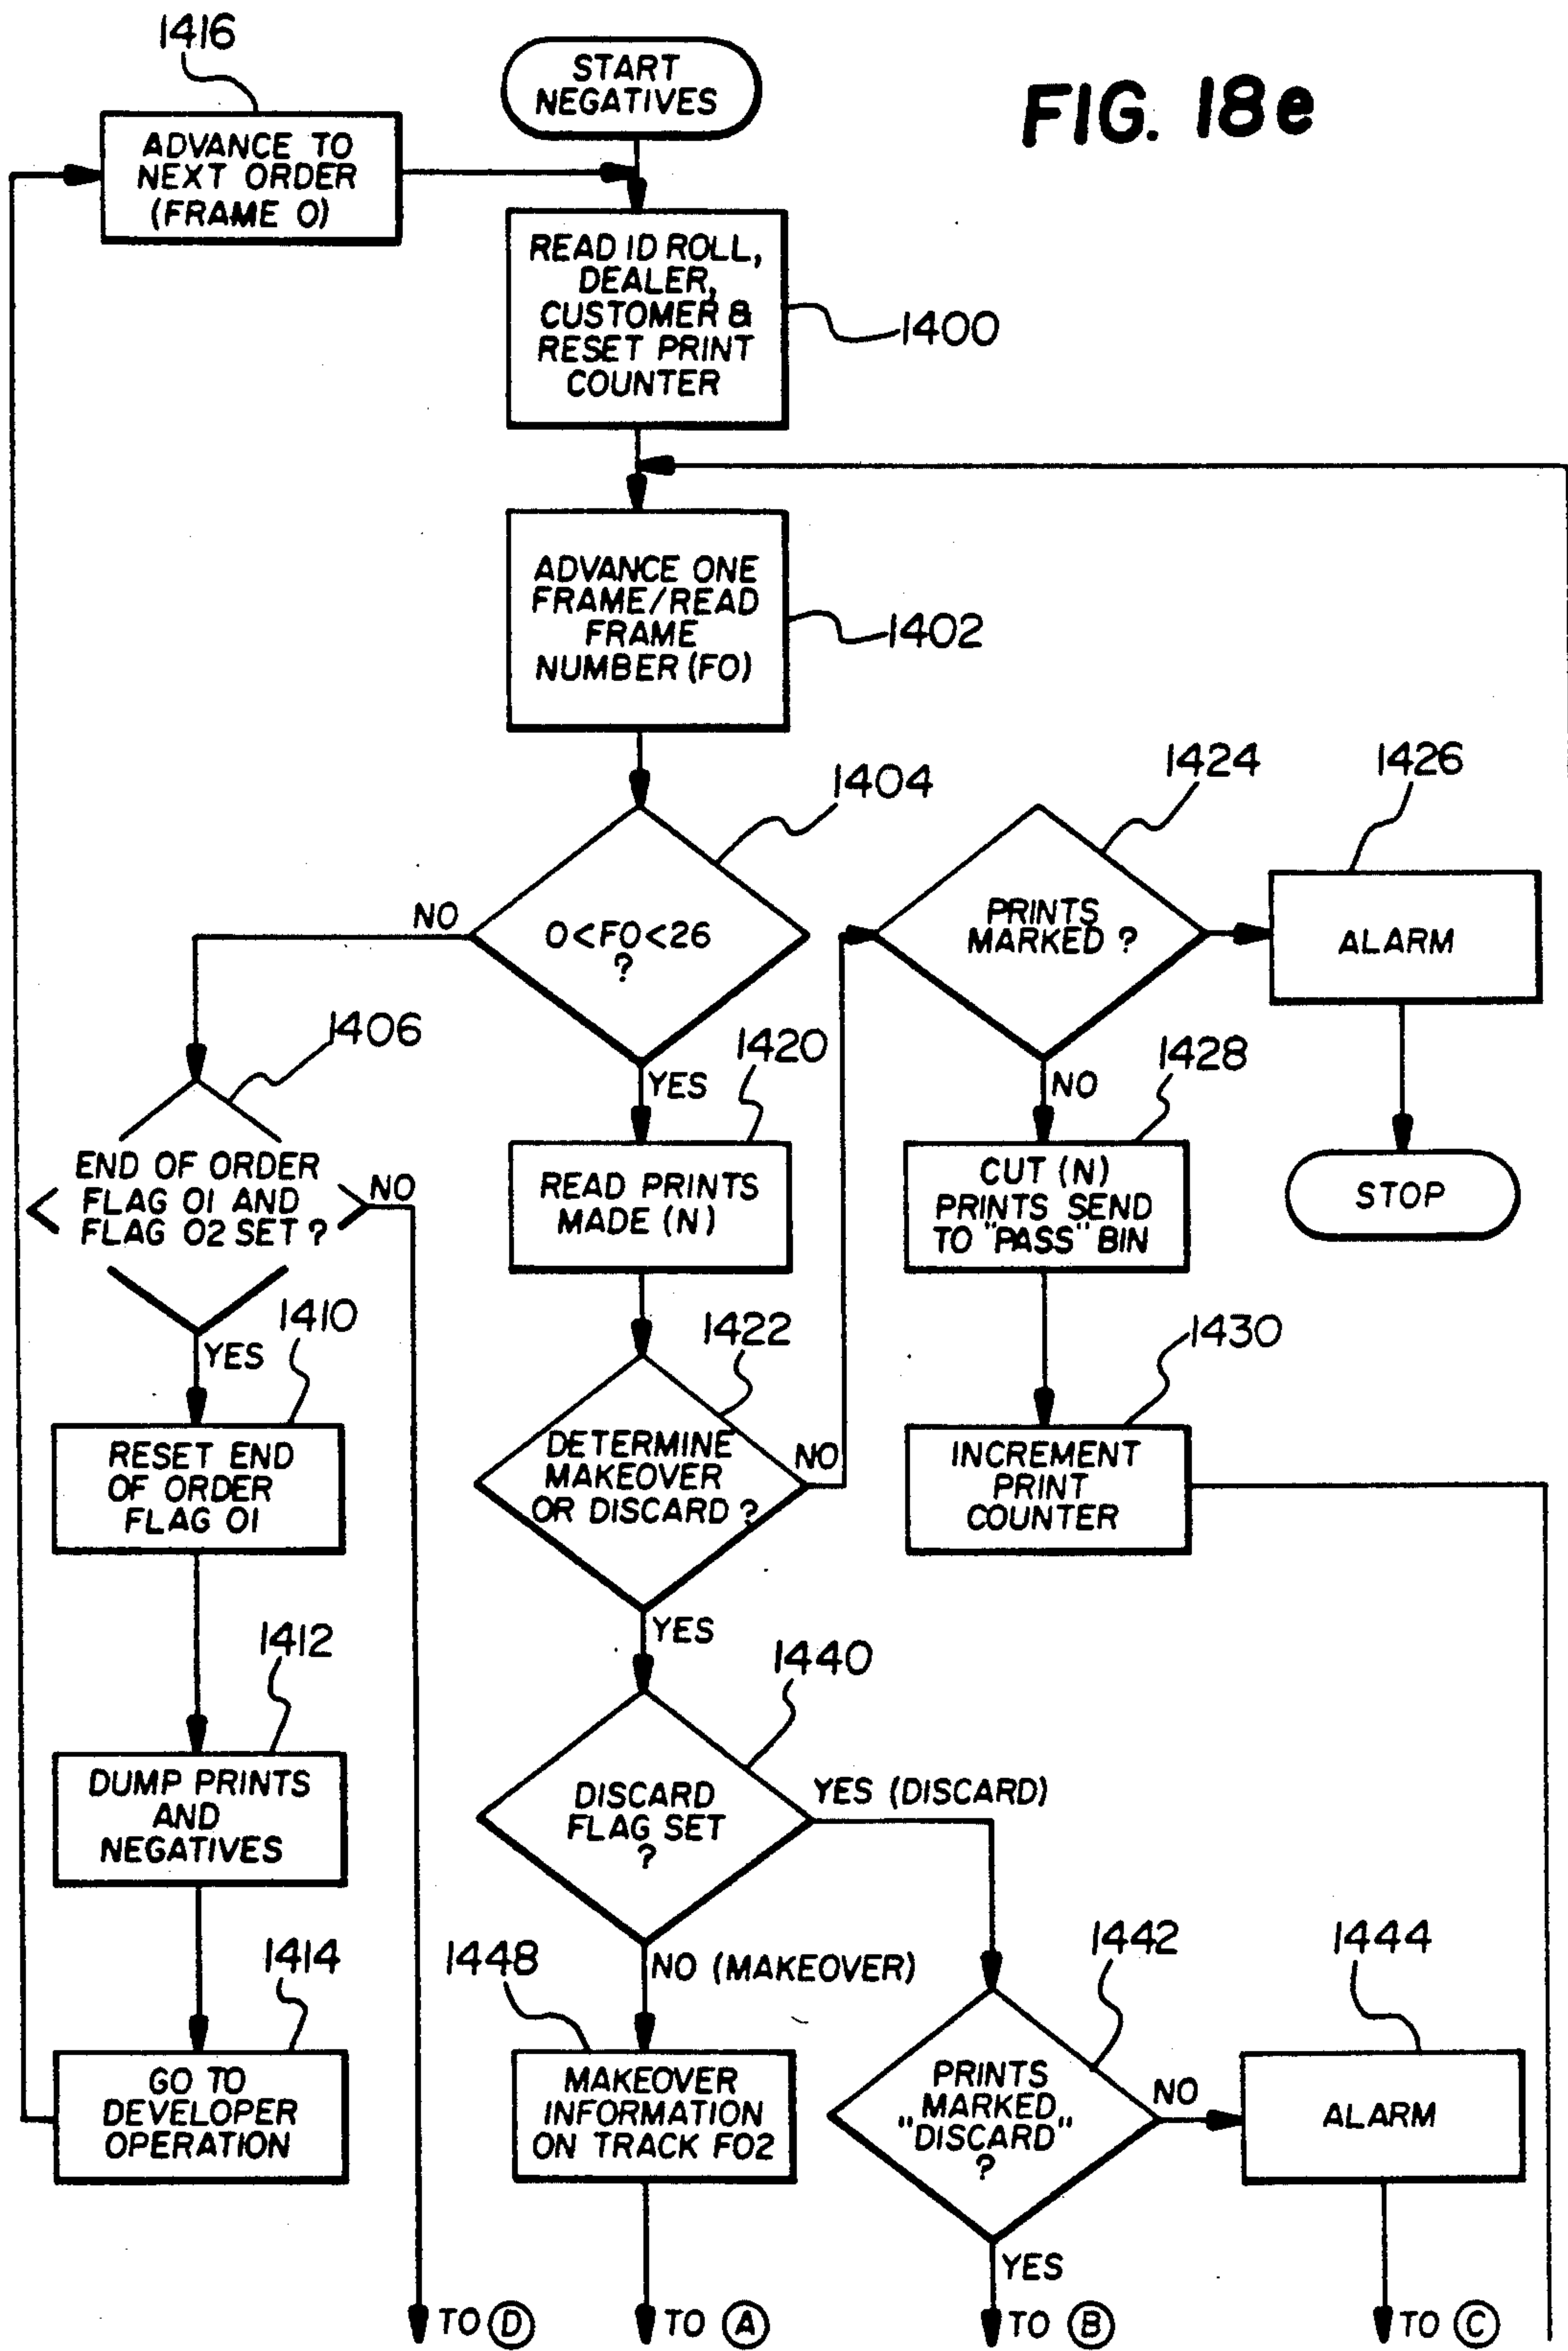 1416
START
NEGATIVES
FIG. 18e
ADVANCE TO
NEXT ORDER
(FRAME 0)
READ ID ROLL,
DEALER,
CUSTOMER &
RESET PRINT
COUNTER
1400
ADVANCE ONE
FRAME/READ
FRAME
NUMBER (FO)
1402
1404
1424
1426
NO
0<FO<26
?
PRINTS
MARKED ?
ALARM
1406
YES
1420
NO
1428
END OF ORDER
FLAG 01 AND
FLAG 02 SET ?
NO
READ PRINTS
MADE (N)
CUT (N)
PRINTS SEND
TO "PASS" BIN
STOP
YES
1410
1422
1430
RESET END
OF ORDER
FLAG 01
DETERMINE
MAKEOVER
OR DISCARD ?
NO
INCREMENT
PRINT
COUNTER
1412
YES
1440
DUMP PRINTS
AND
NEGATIVES
DISCARD
FLAG SET
?
YES (DISCARD)
1414
1448
NO (MAKEOVER)
1442
1444
GO TO
DEVELOPER
OPERATION
MAKEOVER
INFORMATION
ON TRACK F02
PRINTS
MARKED
"DISCARD"
?
NO
ALARM
YES
TO D
TO A
TO B
TO C